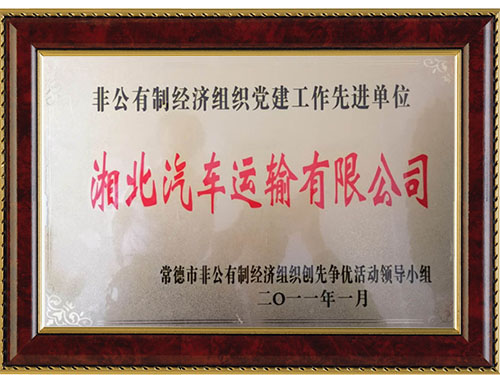 非公有制经济组织党建工作先进单位
湘北汽车运输有限公司
常德市非公有制经济组织创先争优活动领导小组
二〇一一年一月